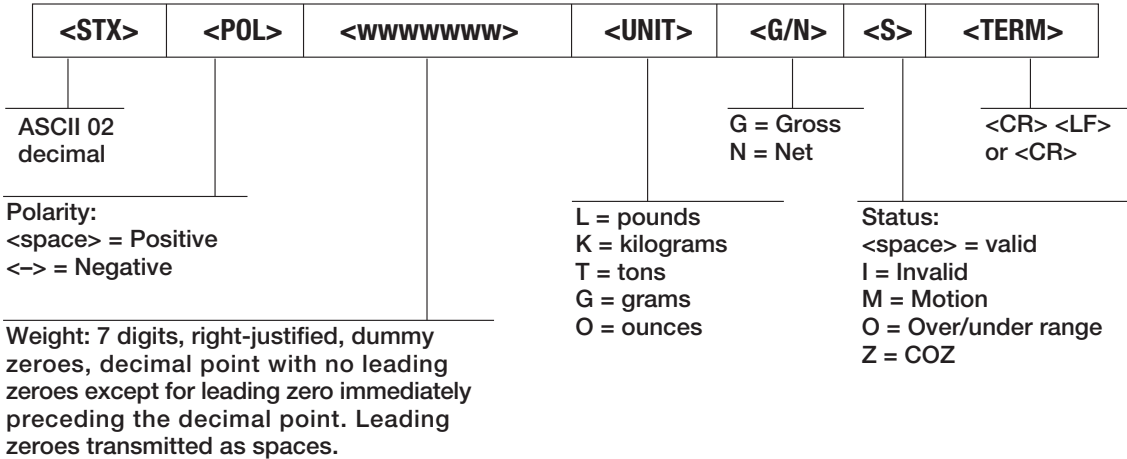 <STX> <POL> <wwwwwww> <UNIT> <G/N> <S> <TERM>
ASCII 02
decimal
Polarity:
<space> = Positive
<–> = Negative
Weight: 7 digits, right-justified, dummy
zeroes, decimal point with no leading
zeroes except for leading zero immediately
preceding the decimal point. Leading
zeroes transmitted as spaces.
L = pounds
K = kilograms
T = tons
G = grams
O = ounces
G = Gross
N = Net
Status:
<space> = valid
I = Invalid
M = Motion
O = Over/under range
Z = COZ
<CR> <LF>
or <CR>